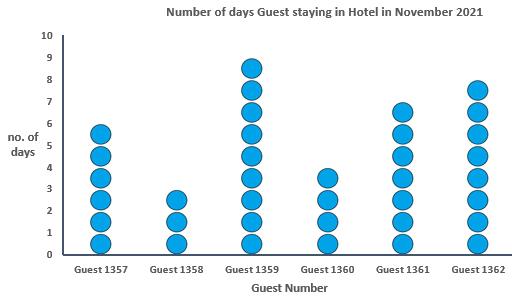 Number of days Guest staying in Hotel in November 2021
10
9
8
7
6
5
4
3
2
1
0
no. of
days
Guest 1357
Guest 1358
Guest 1359
Guest 1360
Guest 1361
Guest 1362
Guest Number